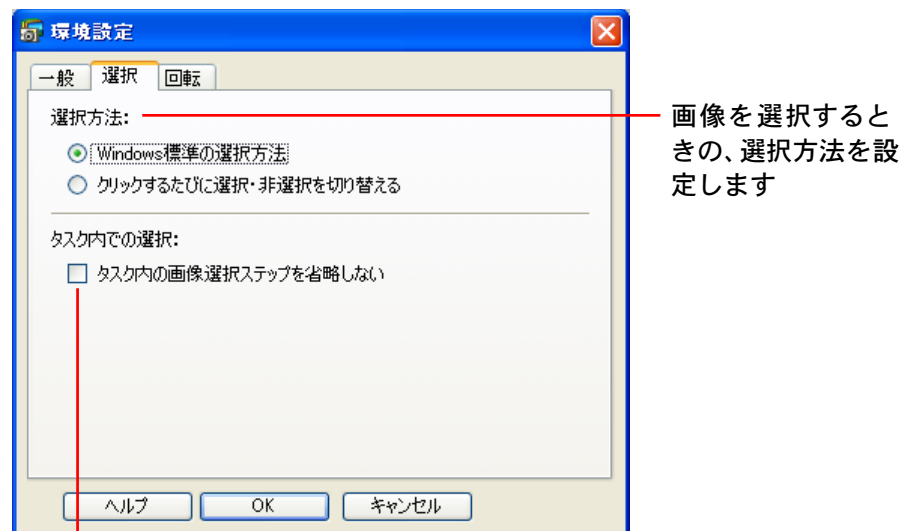 環境設定
一般 選択 回転
選択方法:
Windows標準の選択方法
クリックするたびに選択・非選択を切り替える
タスク内での選択:
タスク内の画像選択ステップを省略しない
ヘルプ OK キャンセル
画像を選択すると
きの、選択方法を設
定します